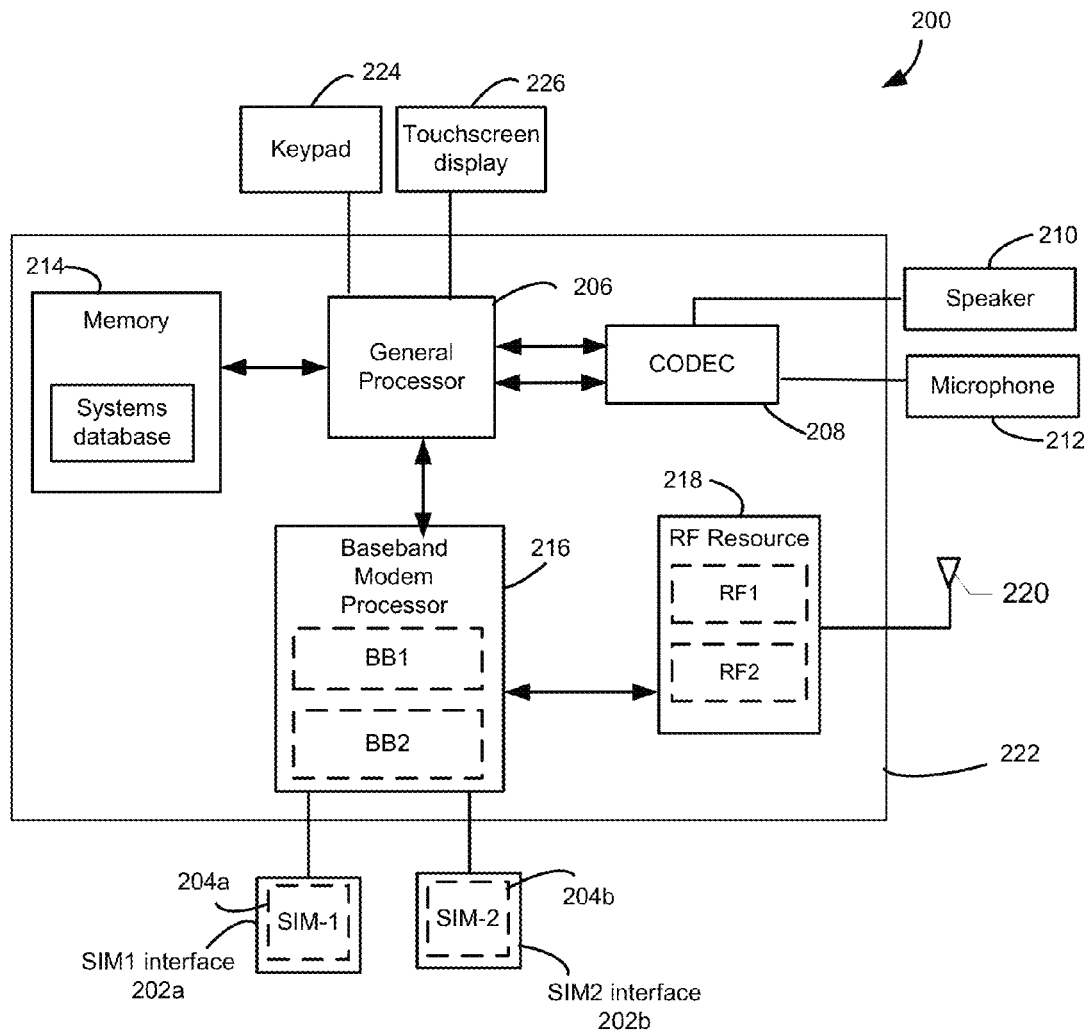 200
224
226
Keypad
Touchscreen
display
214
Memory
Systems
database
206
General
Processor
CODEC
208
210
Speaker
Microphone
212
Baseband
Modem
Processor
216
BB1
BB2
218
RF Resource
RF1
RF2
220
222
204a
SIM-1
SIM1 interface
202a
SIM-2
204b
SIM2 interface
202b